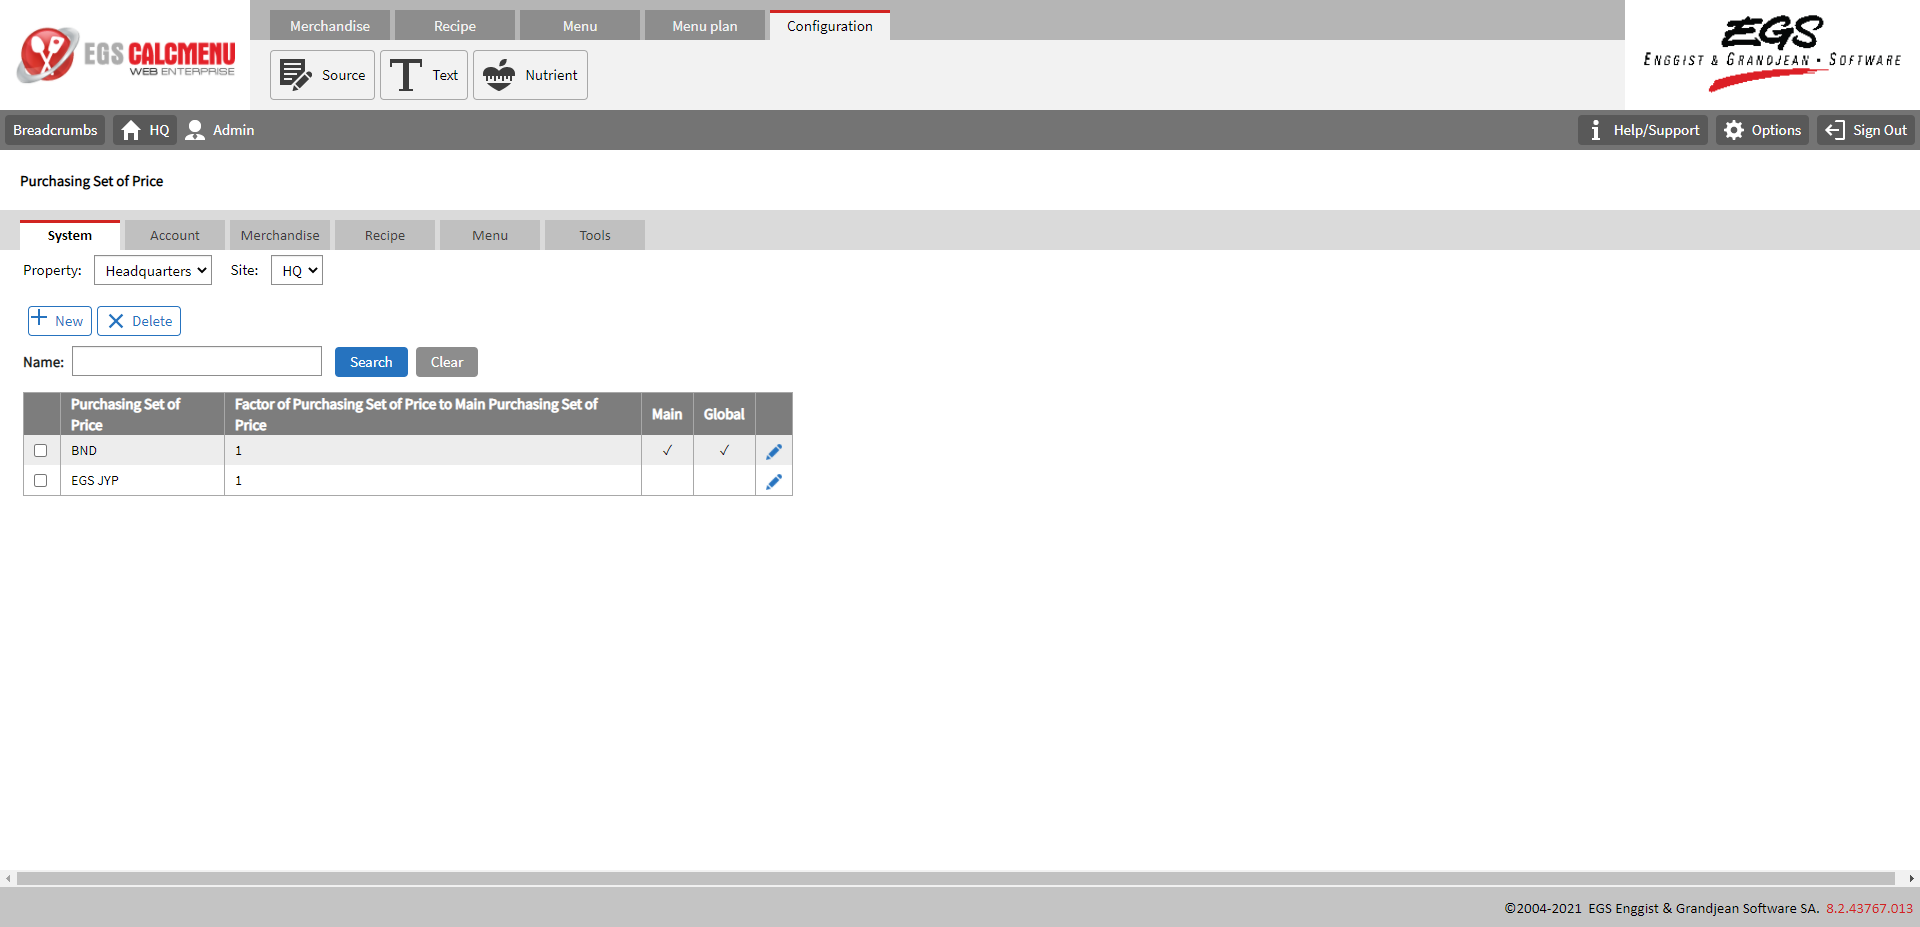 EGS CALCMENU
WEB ENTERPRISE
Merchandise Recipe Menu Menu plan Configuration
Source Text Nutrient
EGS
ENGGIST & GRANDJEAN • SOFTWARE
Breadcrumbs HQ Admin Help/Support Options Sign Out
Purchasing Set of Price
System Account Merchandise Recipe Menu Tools
Property: Headquarters Site: HQ
New Delete
Name: Search Clear
Purchasing Set of Price Factor of Purchasing Set of Price to Main Purchasing Set of Price Main Global
BND 1 ✓ ✓
EGS JYP 1
©2004-2021 EGS Enggist & Grandjean Software SA. 8.2.43767.013